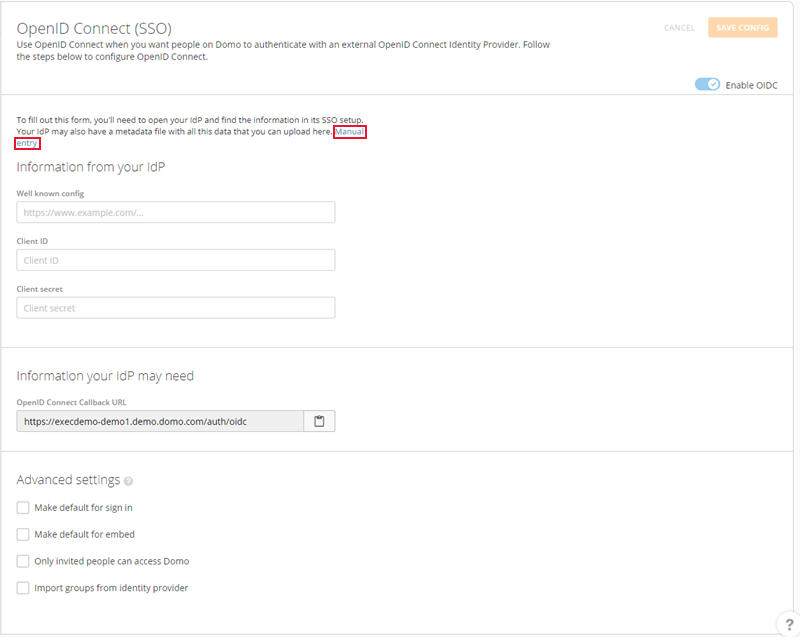 OpenID Connect (SSO)
CANCEL
SAVE CONFIG
Use OpenID Connect when you want people on Domo to authenticate with an external OpenID Connect Identity Provider. Follow
the steps below to configure OpenID Connect.
Enable OIDC
To fill out this form, you'll need to open your IdP and find the information in its SSO setup.
Your IdP may also have a metadata file with all this data that you can upload here. Manual
entry
Information from your IdP
Well known config
https://www.example.com/...
Client ID
Client ID
Client secret
Client secret
Information your IdP may need
OpenID Connect Callback URL
https://execdemo-demo1.demo.domo.com/auth/oidc
Advanced settings ?
Make default for sign in
Make default for embed
Only invited people can access Domo
Import groups from identity provider
?